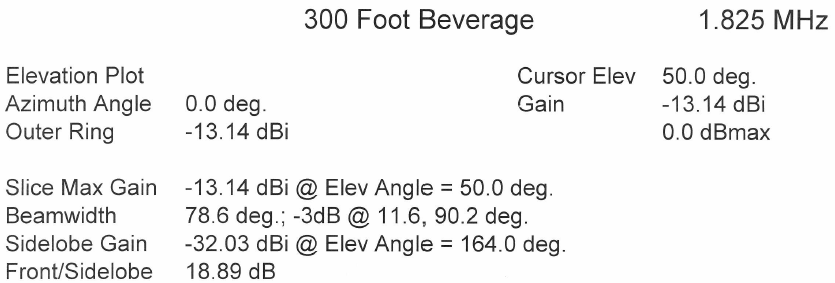 300 Foot Beverage 1.825 MHz
Elevation Plot Cursor Elev 50.0 deg.
Azimuth Angle 0.0 deg. Gain -13.14 dBi
Outer Ring -13.14 dBi 0.0 dBmax
Slice Max Gain -13.14 dBi @ Elev Angle = 50.0 deg.
Beamwidth 78.6 deg.; -3dB @ 11.6, 90.2 deg.
Sidelobe Gain -32.03 dBi @ Elev Angle = 164.0 deg.
Front/Sidelobe 18.89 dB